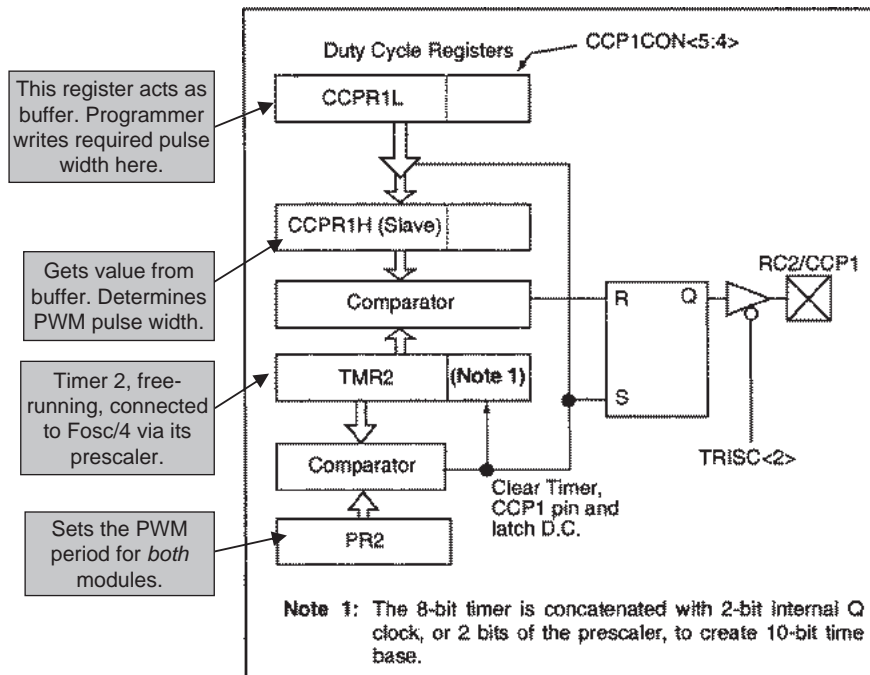 Duty Cycle Registers
CCP1CON<5:4>
This register acts as
buffer. Programmer
writes required pulse
width here.
CCPR1L
CCPR1H (Slave)
Gets value from
buffer. Determines
PWM pulse width.
Comparator
R
Q
RC2/CCP1
Timer 2, free-
running, connected
to Fosc/4 via its
prescaler.
TMR2
(Note 1)
S
TRISC<2>
Comparator
Clear Timer,
CCP1 pin and
latch D.C.
Sets the PWM
period for both
modules.
PR2
Note 1: The 8-bit timer is concatenated with 2-bit internal Q
clock, or 2 bits of the prescaler, to create 10-bit time
base.